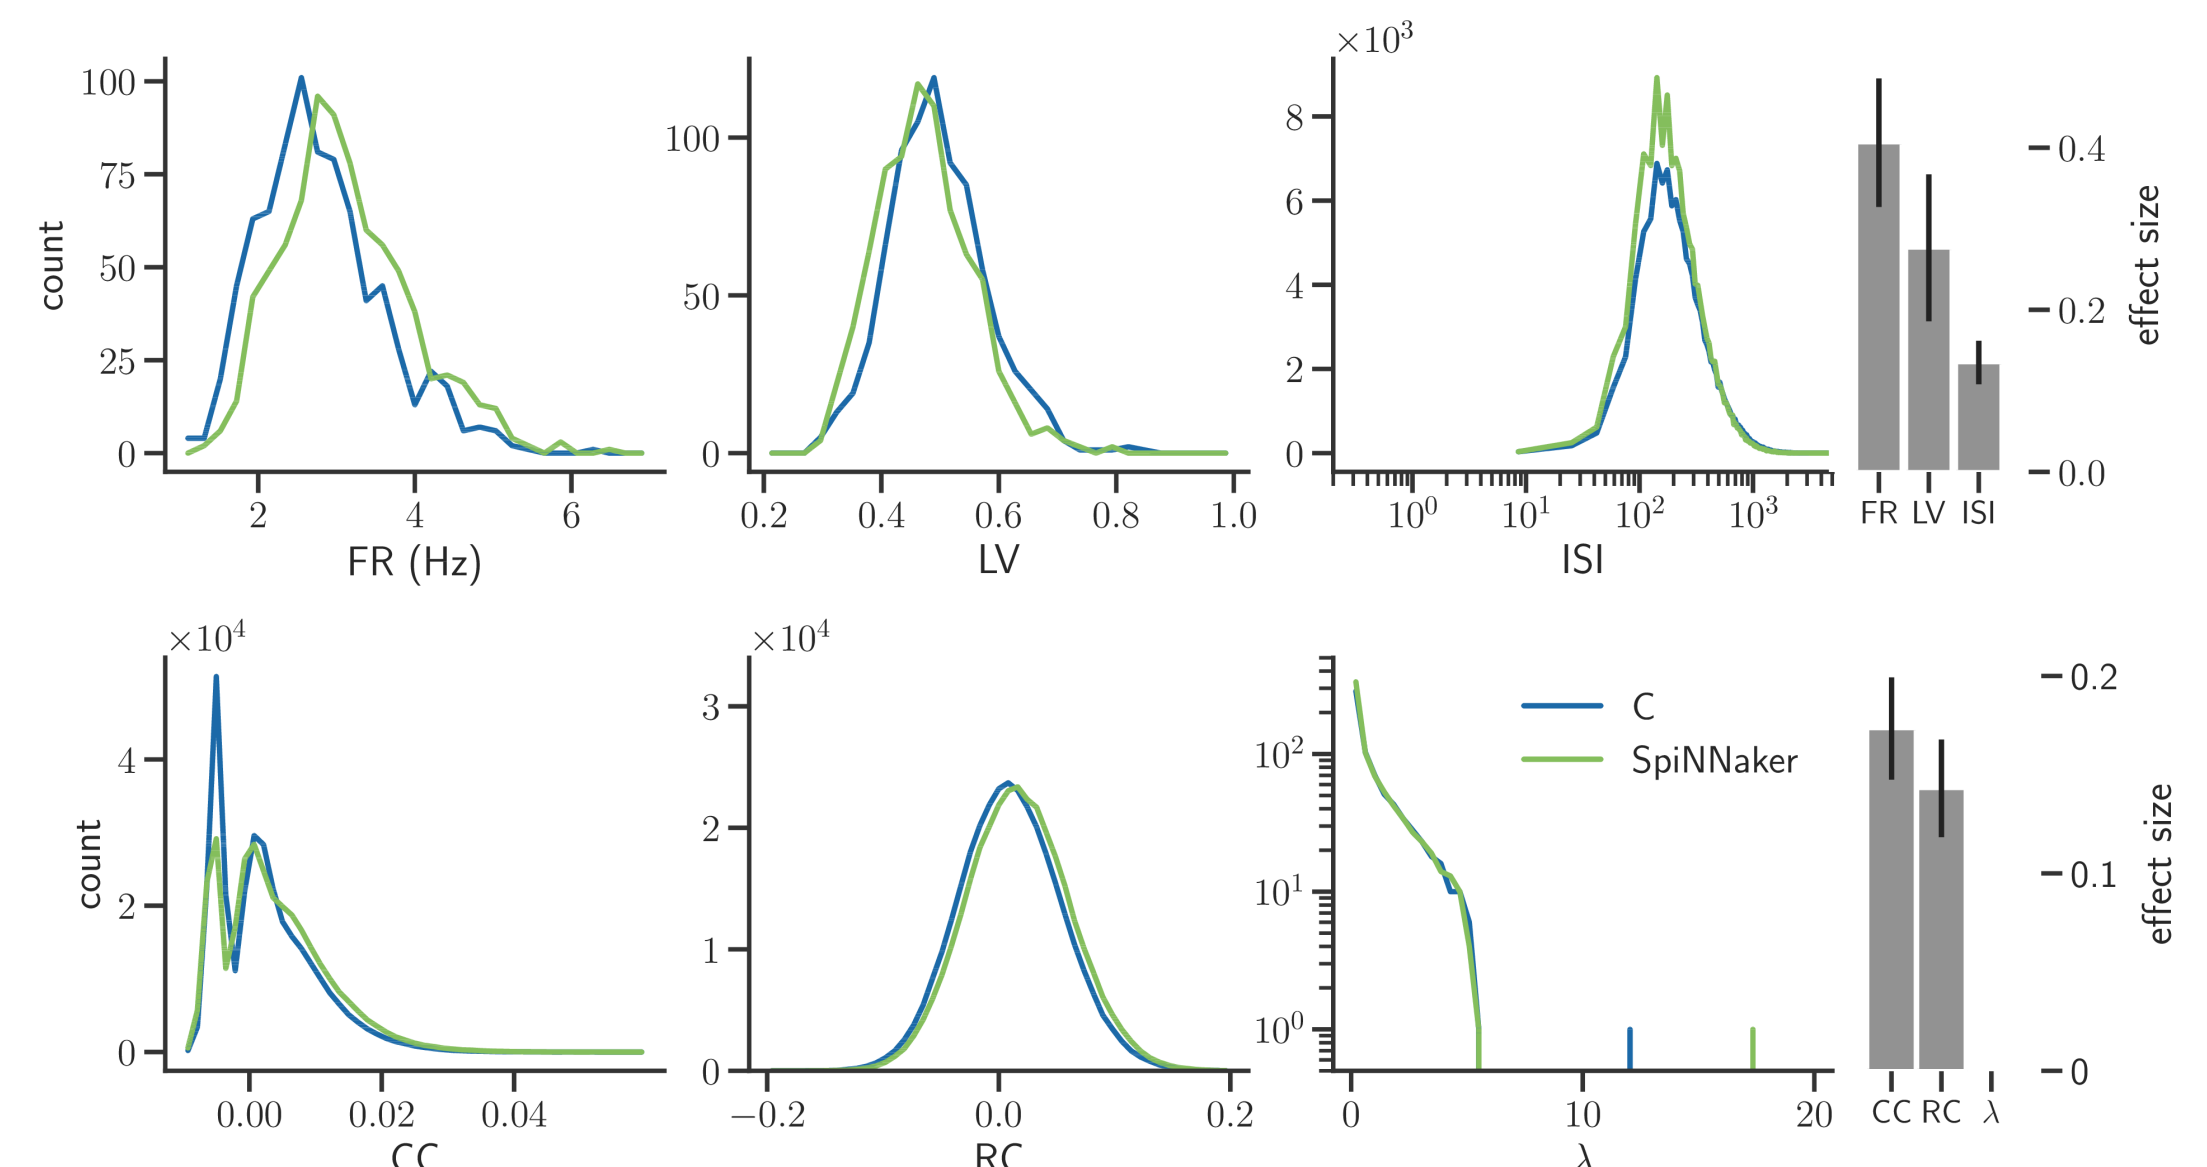 ×10³
100
75
50
25
0
count
2 4 6
FR (Hz)
100
50
0
0.2 0.4 0.6 0.8 1.0
LV
8
6
4
2
0
10⁰ 10¹ 10² 10³
ISI
0.4
0.2
0.0
effect size
FR LV ISI
×10⁴
4
2
0
count
0.00 0.02 0.04
CC
×10⁴
3
2
1
0
−0.2 0.0 0.2
RC
10²
10¹
10⁰
C
SpiNNaker
0 10 20
λ
0.2
0.1
0
effect size
CC RC λ